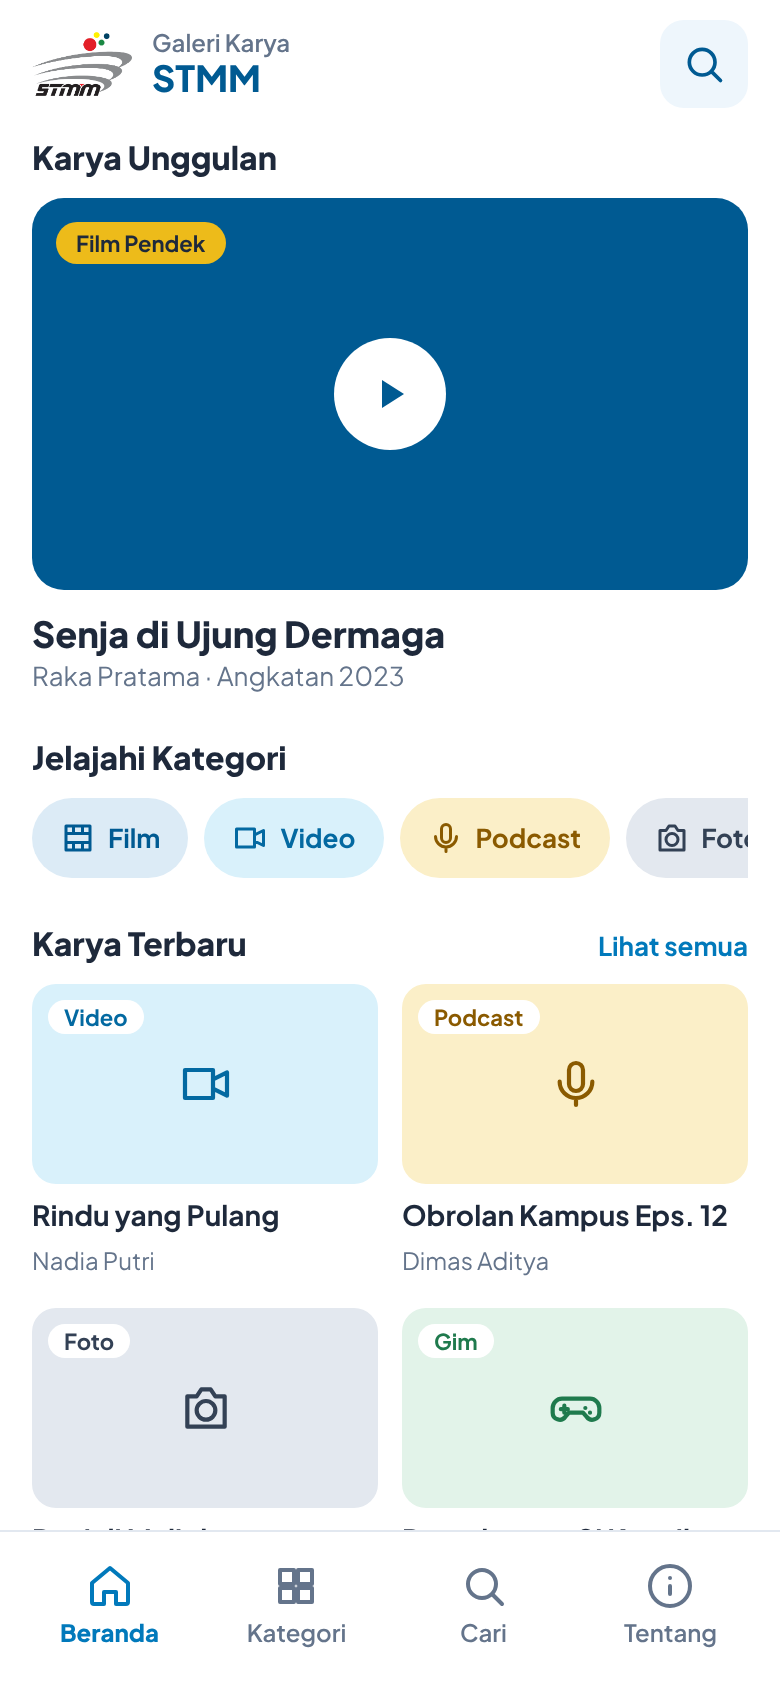 STMM
Galeri Karya
STMM
Karya Unggulan
Film Pendek
Senja di Ujung Dermaga
Raka Pratama · Angkatan 2023
Jelajahi Kategori
Film
Video
Podcast
Foto
Karya Terbaru
Lihat semua
Video
Podcast
Rindu yang Pulang
Obrolan Kampus Eps. 12
Nadia Putri
Dimas Aditya
Foto
Gim
Beranda
Kategori
Cari
Tentang